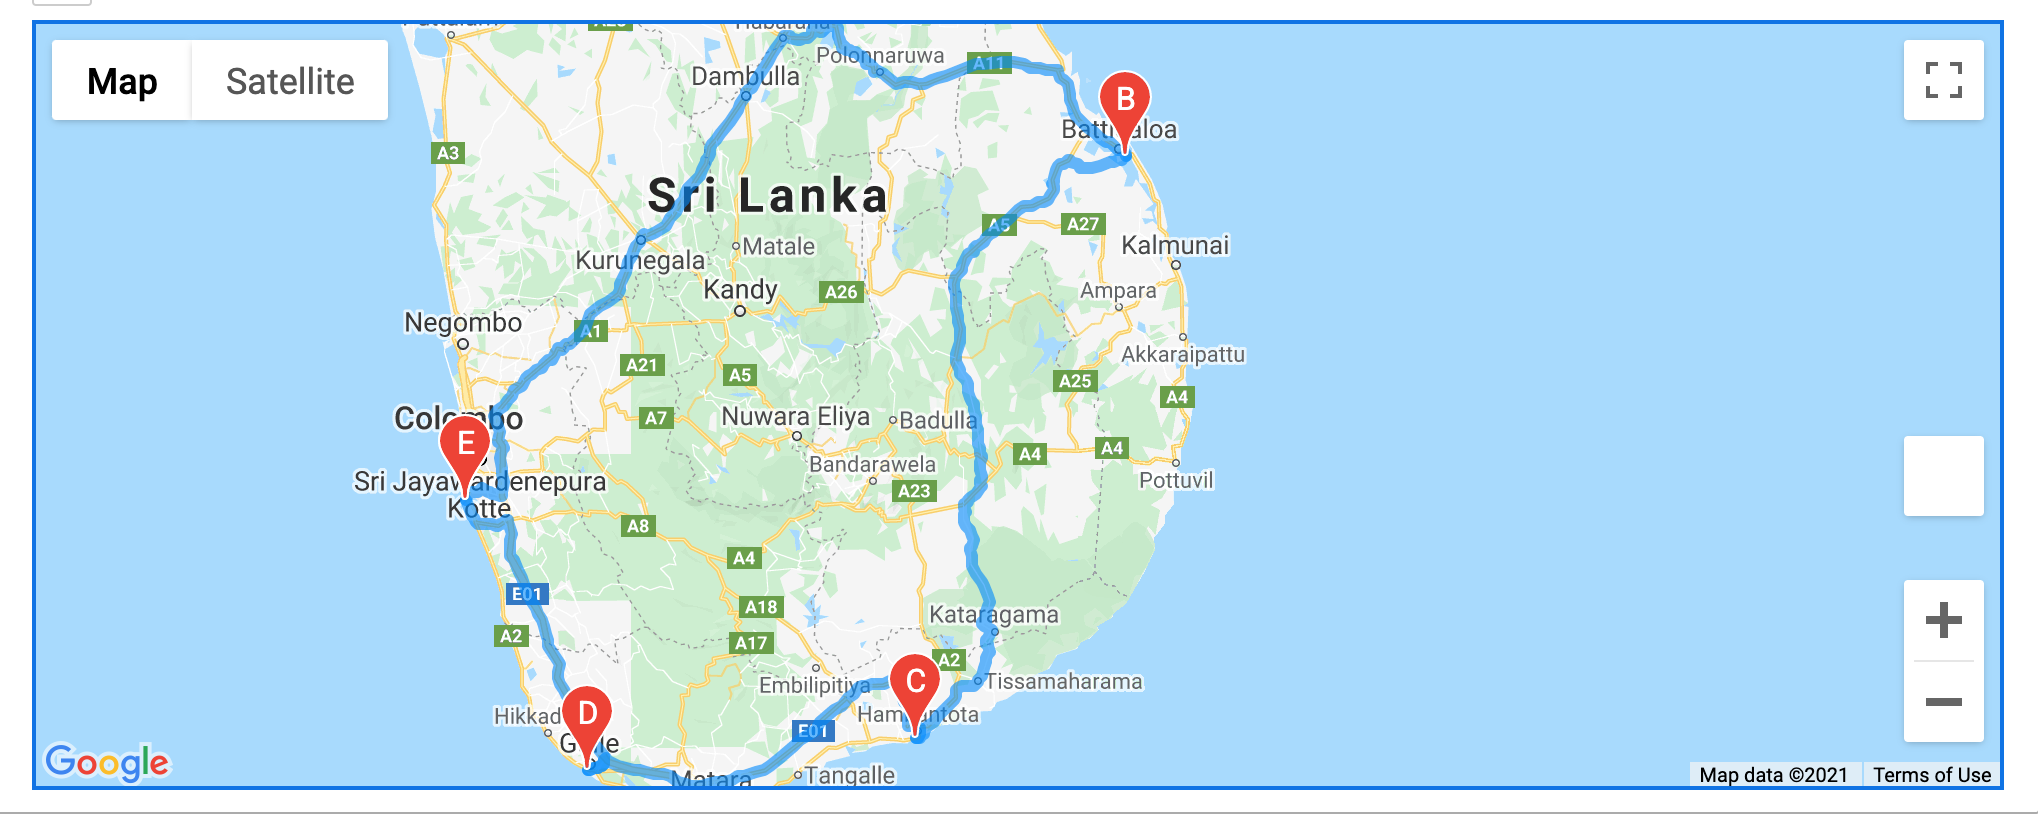 Puttalam
Habarana
Map
Satellite
Polonnaruwa
A11
Dambulla
B
Batticaloa
A3
Sri Lanka
A5
A27
Matale
Kalmunai
Kurunegala
Kandy
A26
Ampara
Negombo
A1
Akkaraipattu
A21
A5
A25
A4
Colombo
A7
Nuwara Eliya
Badulla
E
A4
A4
Bandarawela
Sri Jayawardenepura
Kotte
A23
Pottuvil
A8
A4
E01
A18
Kataragama
A2
A17
A2
C
Embilipitiya
Tissamaharama
D
Hikkad
Hambantota
E01
Galle
Google
Matara
Tangalle
Map data ©2021
Terms of Use